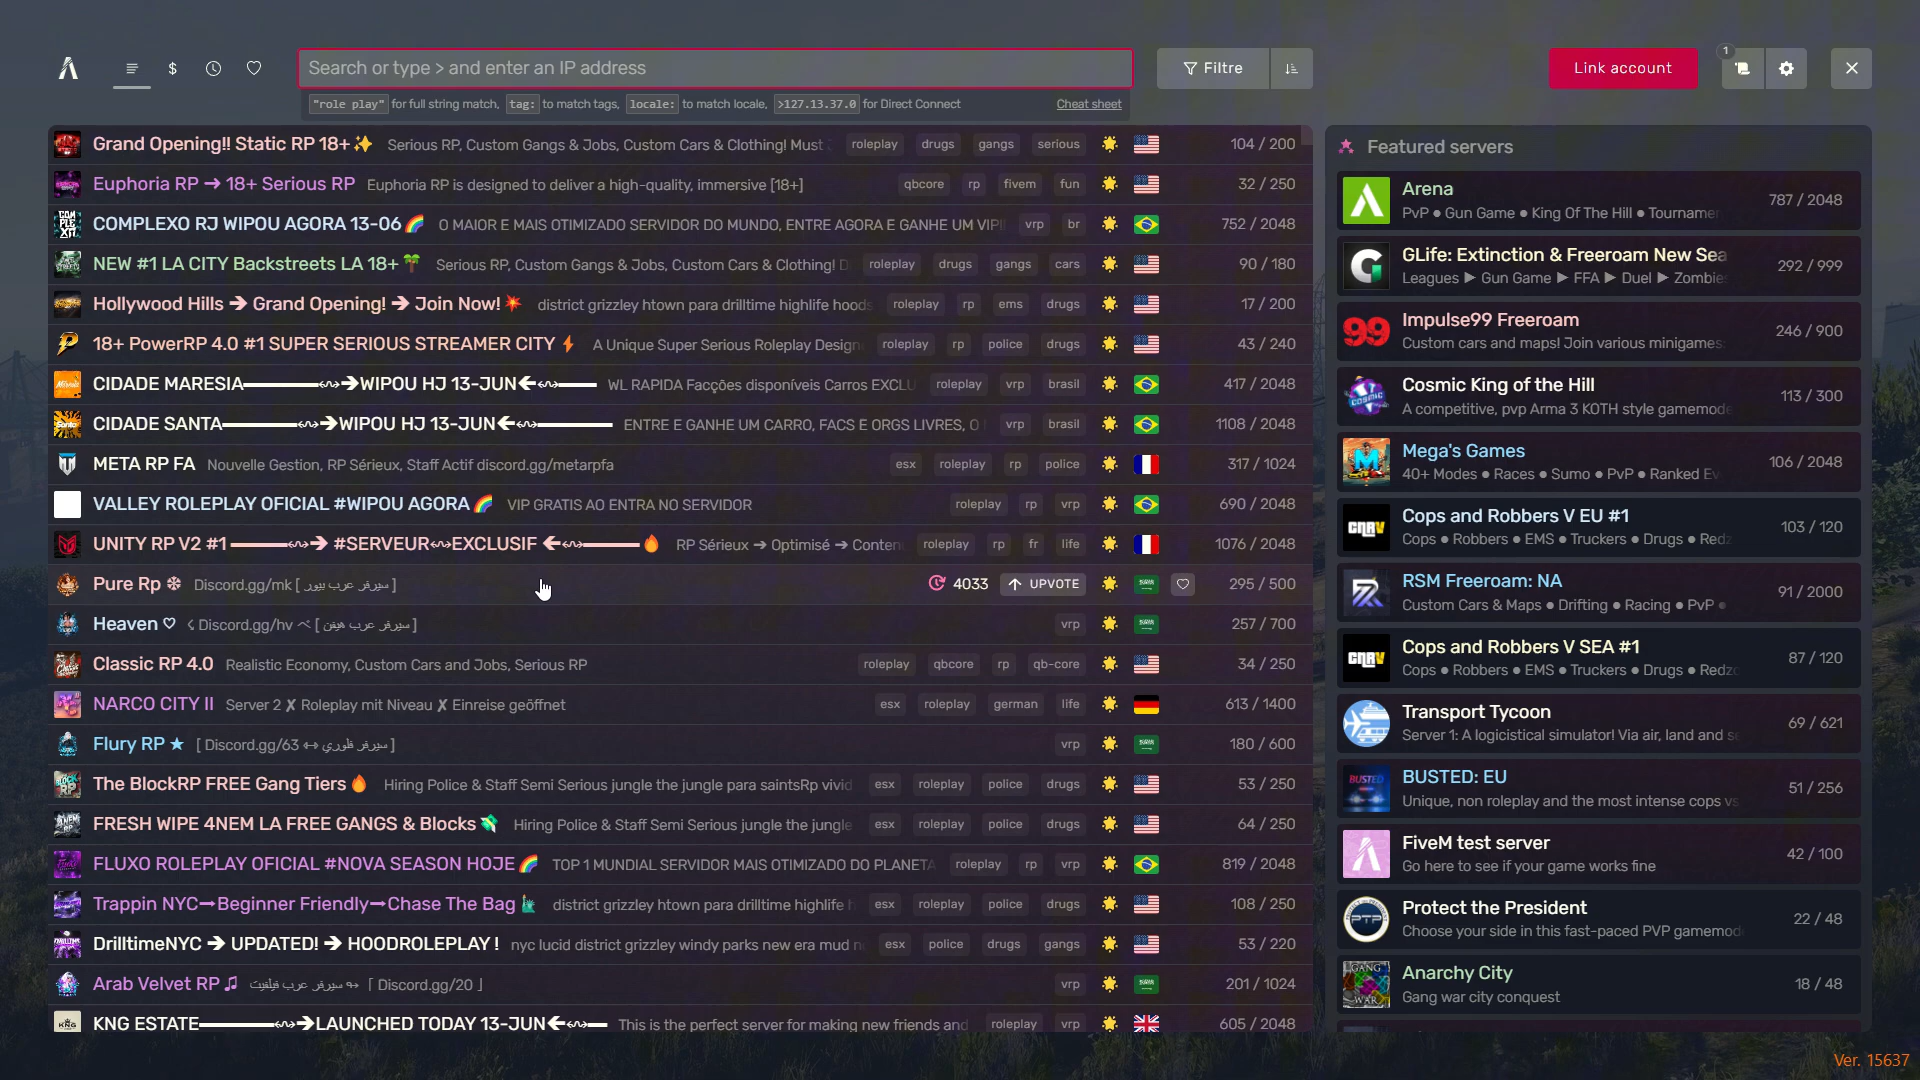 Search or type > and enter an IP address
Filtre
Link account
1
"role play" for full string match, tag: to match tags, locale: to match locale, >127.13.37.0 for Direct Connect
Cheat sheet
Grand Opening!! Static RP 18+✨ Serious RP, Custom Gangs & Jobs, Custom Cars & Clothing! Must roleplay drugs gangs serious 104 / 200
Euphoria RP → 18+ Serious RP Euphoria RP is designed to deliver a high-quality, immersive [18+] qbcore rp fivem fun 32 / 250
COMPLEXO RJ WIPOU AGORA 13-06🌈 O MAIOR E MAIS OTIMIZADO SERVIDOR DO MUNDO, ENTRE AGORA E GANHE UM VIP vrp br 752 / 2048
NEW #1 LA CITY Backstreets LA 18+🌴 Serious RP, Custom Gangs & Jobs, Custom Cars & Clothing! roleplay drugs gangs cars 90 / 180
Hollywood Hills → Grand Opening! → Join Now!💥 district grizzley htown para drilltime highlife hoods roleplay rp ems drugs 17 / 200
18+ PowerRP 4.0 #1 SUPER SERIOUS STREAMER CITY⚡ A Unique Super Serious Roleplay Design roleplay rp police drugs 43 / 240
CIDADE MARESIA━━━━━⇜⇝➔WIPOU HJ 13-JUN←⇜⇝━━ WL RAPIDA Facções disponíveis Carros EXCLU roleplay vrp brasil 417 / 2048
CIDADE SANTA━━━━━⇜⇝➔WIPOU HJ 13-JUN←⇜⇝━━━ ENTRE E GANHE UM CARRO, FACS E ORGS LIVRES, O vrp brasil 1108 / 2048
META RP FA Nouvelle Gestion, RP Sérieux, Staff Actif discord.gg/metarpfa esx roleplay rp police 317 / 1024
VALLEY ROLEPLAY OFICIAL #WIPOU AGORA🌈 VIP GRATIS AO ENTRA NO SERVIDOR roleplay rp vrp 690 / 2048
UNITY RP V2 #1 ━━━⇜⇝➔ #SERVEUR⇜⇝EXCLUSIF ←⇜⇝━━━🔥 RP Sérieux → Optimisé → Conten roleplay rp fr life 1076 / 2048
Pure Rp ❄ Discord.gg/mk [ سيرفر عرب بيور ] 4033 UPVOTE 295 / 500
Heaven ♡ Discord.gg/hv [ سيرفر عرب هيفن ] vrp 257 / 700
Classic RP 4.0 Realistic Economy, Custom Cars and Jobs, Serious RP roleplay qbcore rp qb-core 34 / 250
NARCO CITY II Server 2 ✗ Roleplay mit Niveau ✗ Einreise geöffnet esx roleplay german life 613 / 1400
Flury RP ★ [ Discord.gg/63 ↔ سيرفر فلوري ] vrp 180 / 600
The BlockRP FREE Gang Tiers🔥 Hiring Police & Staff Semi Serious jungle the jungle para saintsRp vivid esx roleplay police drugs 53 / 250
FRESH WIPE 4NEM LA FREE GANGS & Blocks💸 Hiring Police & Staff Semi Serious jungle the jungle esx roleplay police drugs 64 / 250
FLUXO ROLEPLAY OFICIAL #NOVA SEASON HOJE🌈 TOP 1 MUNDIAL SERVIDOR MAIS OTIMIZADO DO PLANETA roleplay rp vrp 819 / 2048
Trappin NYC➞Beginner Friendly➞Chase The Bag🗽 district grizzley htown para drilltime highlife h esx roleplay police drugs 108 / 250
DrilltimeNYC → UPDATED! → HOODROLEPLAY ! nyc lucid district grizzley windy parks new era mud esx police drugs gangs 53 / 220
Arab Velvet RP ♫ سيرفر عرب فيلفيت [ Discord.gg/20 ] vrp 201 / 1024
KNG ESTATE━━━━━⇜⇝➔LAUNCHED TODAY 13-JUN←⇜⇝━━ This is the perfect server for making new friends and roleplay vrp 605 / 2048
Featured servers
Arena
PvP ● Gun Game ● King Of The Hill ● Tournamer
787 / 2048
GLife: Extinction & Freeroam New Sea
Leagues ▶ Gun Game ▶ FFA ▶ Duel ▶ Zombie
292 / 999
Impulse99 Freeroam
Custom cars and maps! Join various minigames
246 / 900
Cosmic King of the Hill
A competitive, pvp Arma 3 KOTH style gamemode
113 / 300
Mega's Games
40+ Modes ● Races ● Sumo ● PvP ● Ranked Ev
106 / 2048
Cops and Robbers V EU #1
Cops ● Robbers ● EMS ● Truckers ● Drugs ● Redz
103 / 120
RSM Freeroam: NA
Custom Cars & Maps ● Drifting ● Racing ● PvP ●
91 / 2000
Cops and Robbers V SEA #1
Cops ● Robbers ● EMS ● Truckers ● Drugs ● Redz
87 / 120
Transport Tycoon
Server 1: A logicistical simulator! Via air, land and s
69 / 621
BUSTED: EU
Unique, non roleplay and the most intense cops vs
51 / 256
FiveM test server
Go here to see if your game works fine
42 / 100
Protect the President
Choose your side in this fast-paced PVP gamemod
22 / 48
Anarchy City
Gang war city conquest
18 / 48
Ver. 15637